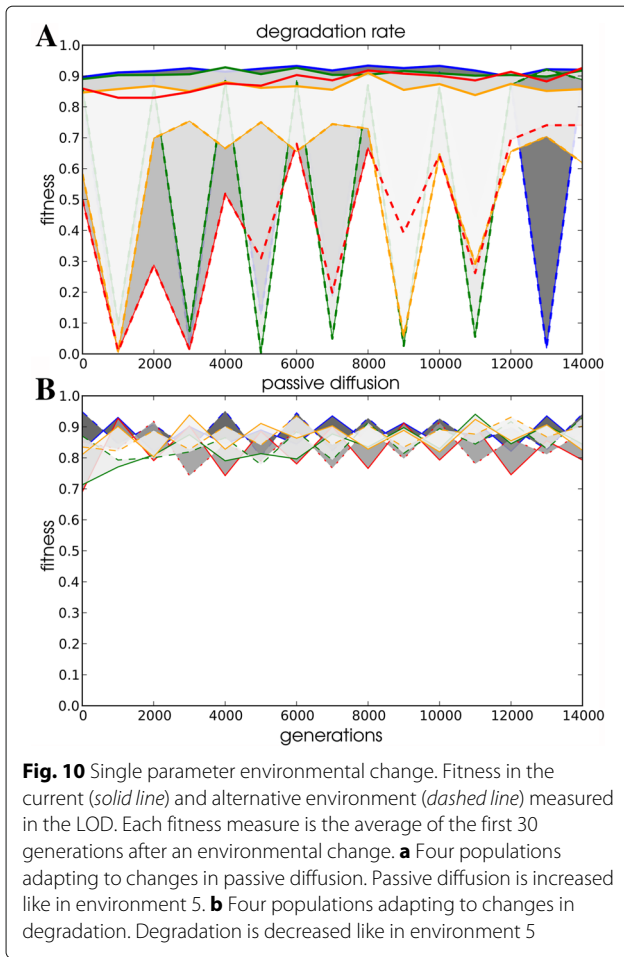 A
degradation rate
1.0
0.9
0.8
0.7
0.6
0.5
0.4
0.3
0.2
0.1
0.0
fitness
0 2000 4000 6000 8000 10000 12000 14000
B
passive diffusion
1.0
0.9
0.8
0.7
0.6
0.5
0.4
0.3
0.2
0.1
0.0
fitness
0 2000 4000 6000 8000 10000 12000 14000
generations
Fig. 10 Single parameter environmental change. Fitness in the
current (solid line) and alternative environment (dashed line) measured
in the LOD. Each fitness measure is the average of the first 30
generations after an environmental change. a Four populations
adapting to changes in passive diffusion. Passive diffusion is increased
like in environment 5. b Four populations adapting to changes in
degradation. Degradation is decreased like in environment 5